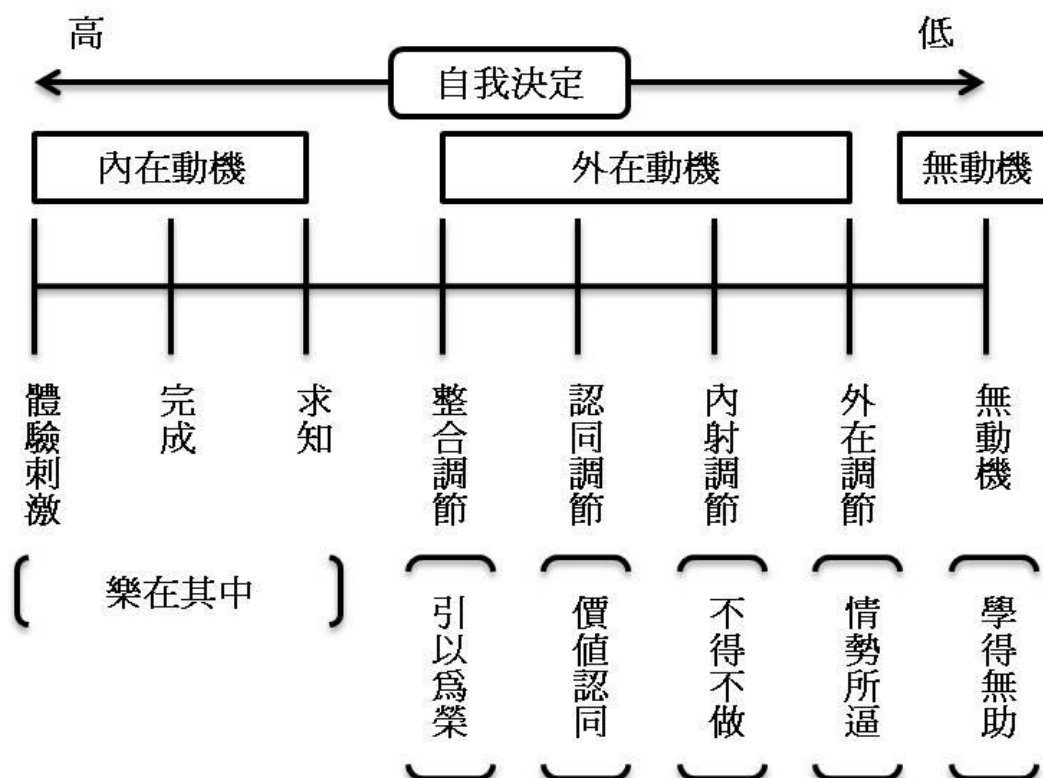 高
低
自我決定
內在動機
外在動機
無動機
體驗刺激
完成
求知
整合調節
認同調節
內射調節
外在調節
無動機
樂在其中
引以為榮
價值認同
不得不做
情勢所逼
學得無助